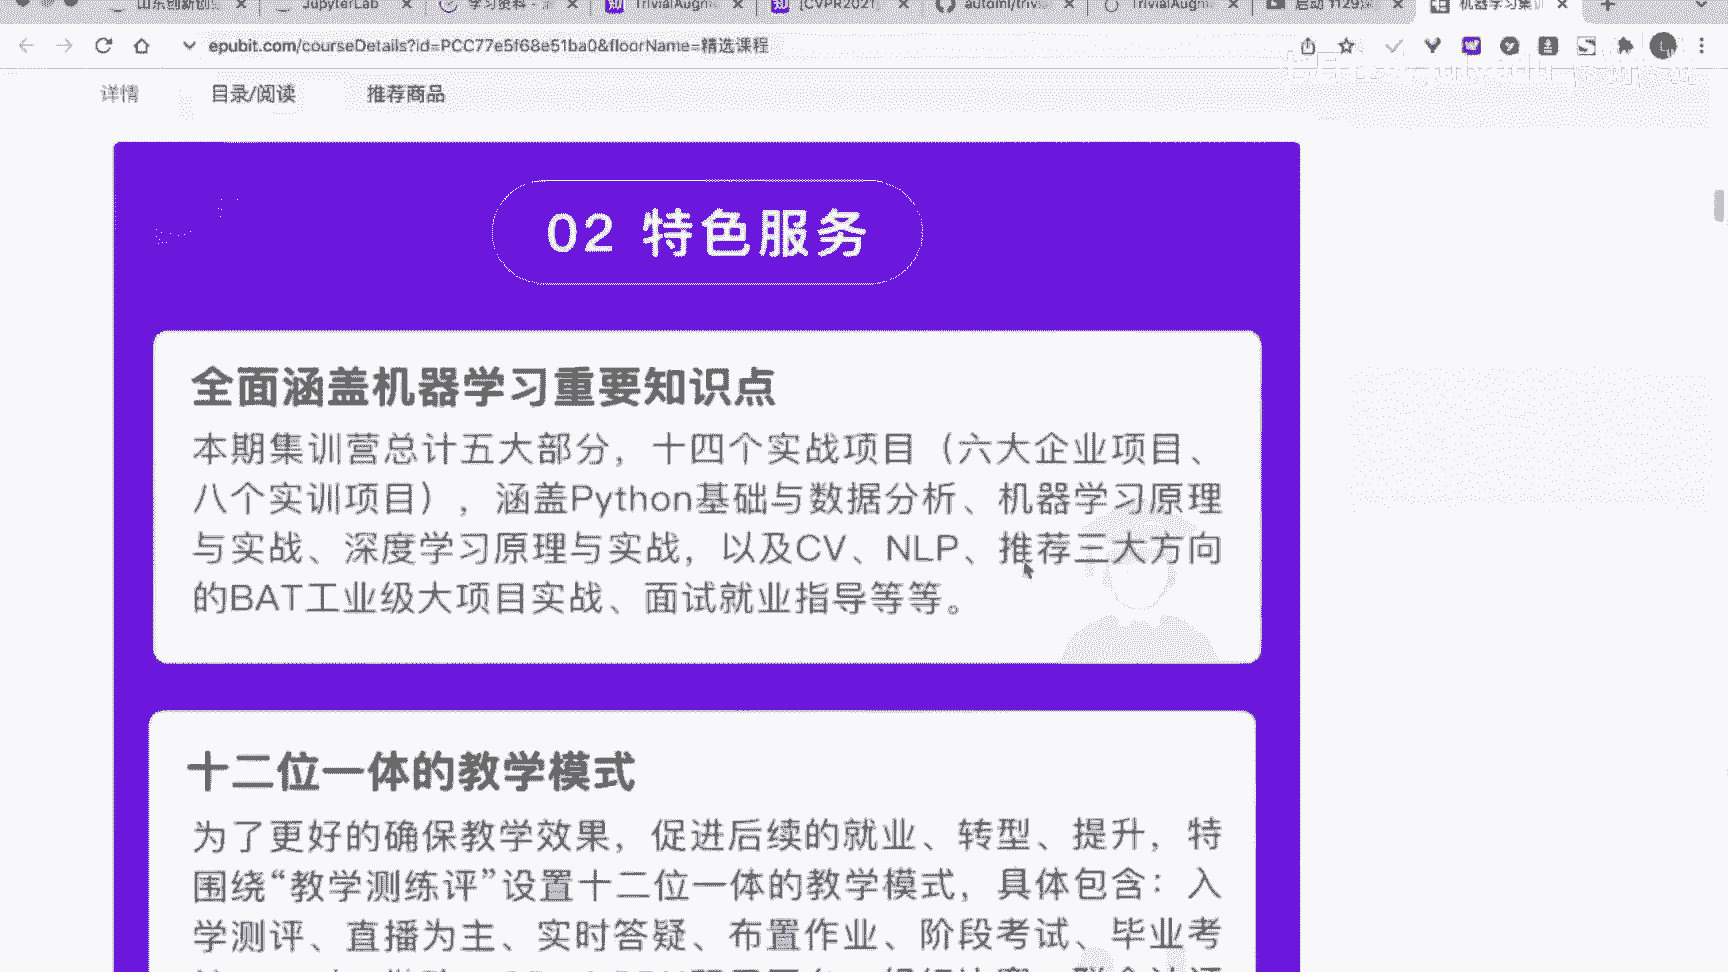 JupyterLab
学习资料 -
TrivialAugm
[CVPR2021]
automl/trivi
TrivialAugm
启动 1129
机器学习集训
epubit.com/courseDetails?id=PCC77e5f68e51ba0&floorName=精选课程
详情 目录/阅读 推荐商品
02 特色服务
全面涵盖机器学习重要知识点
本期集训营总计五大部分，十四个实战项目（六大企业项目、
八个实训项目），涵盖Python基础与数据分析、机器学习原理
与实战、深度学习原理与实战，以及CV、NLP、推荐三大方向
的BAT工业级大项目实战、面试就业指导等等。
十二位一体的教学模式
为了更好的确保教学效果，促进后续的就业、转型、提升，特
围绕“教学测练评”设置十二位一体的教学模式，具体包含：入
学测评、直播为主、实时答疑、布置作业、阶段考试、毕业考